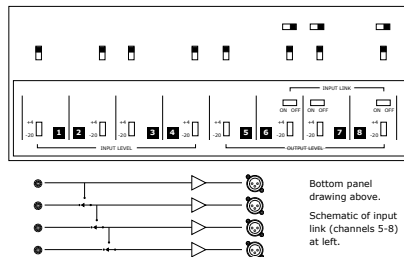 INPUT LINK
ON OFF ON OFF ON OFF
+4 +4 +4 +4 +4 +4 +4 +4
1 2 3 4 5 6 7 8
-20 -20 -20 -20 -20 -20 -20 -20
INPUT LEVEL OUTPUT LEVEL
Bottom panel
drawing above.
Schematic of input
link (channels 5-8)
at left.